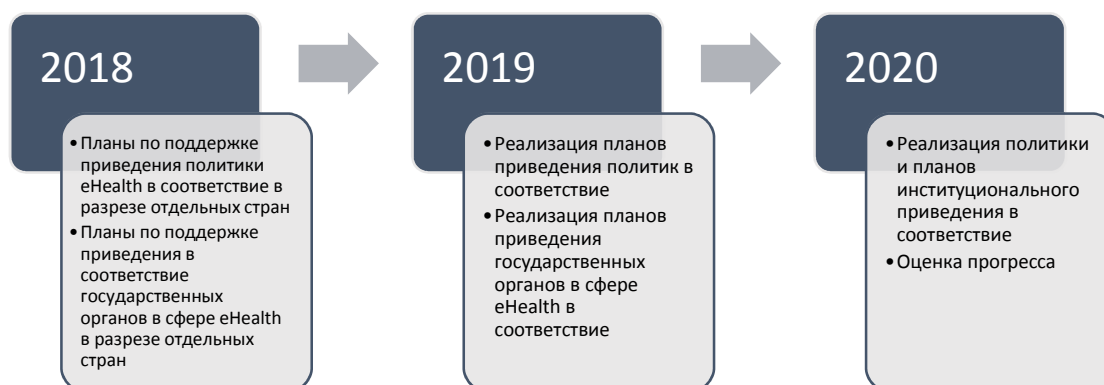 2018
• Планы по поддержке
приведения политики
eHealth в соответствие в
разрезе отдельных стран
• Планы по поддержке
приведения в
соответствие
государственных
органов в сфере eHealth
в разрезе отдельных
стран
2019
• Реализация планов
приведения политик в
соответствие
• Реализация планов
приведения
государственных
органов в сфере
eHealth в
соответствие
2020
• Реализация политики
и планов
институционального
приведения в
соответствие
• Оценка прогресса